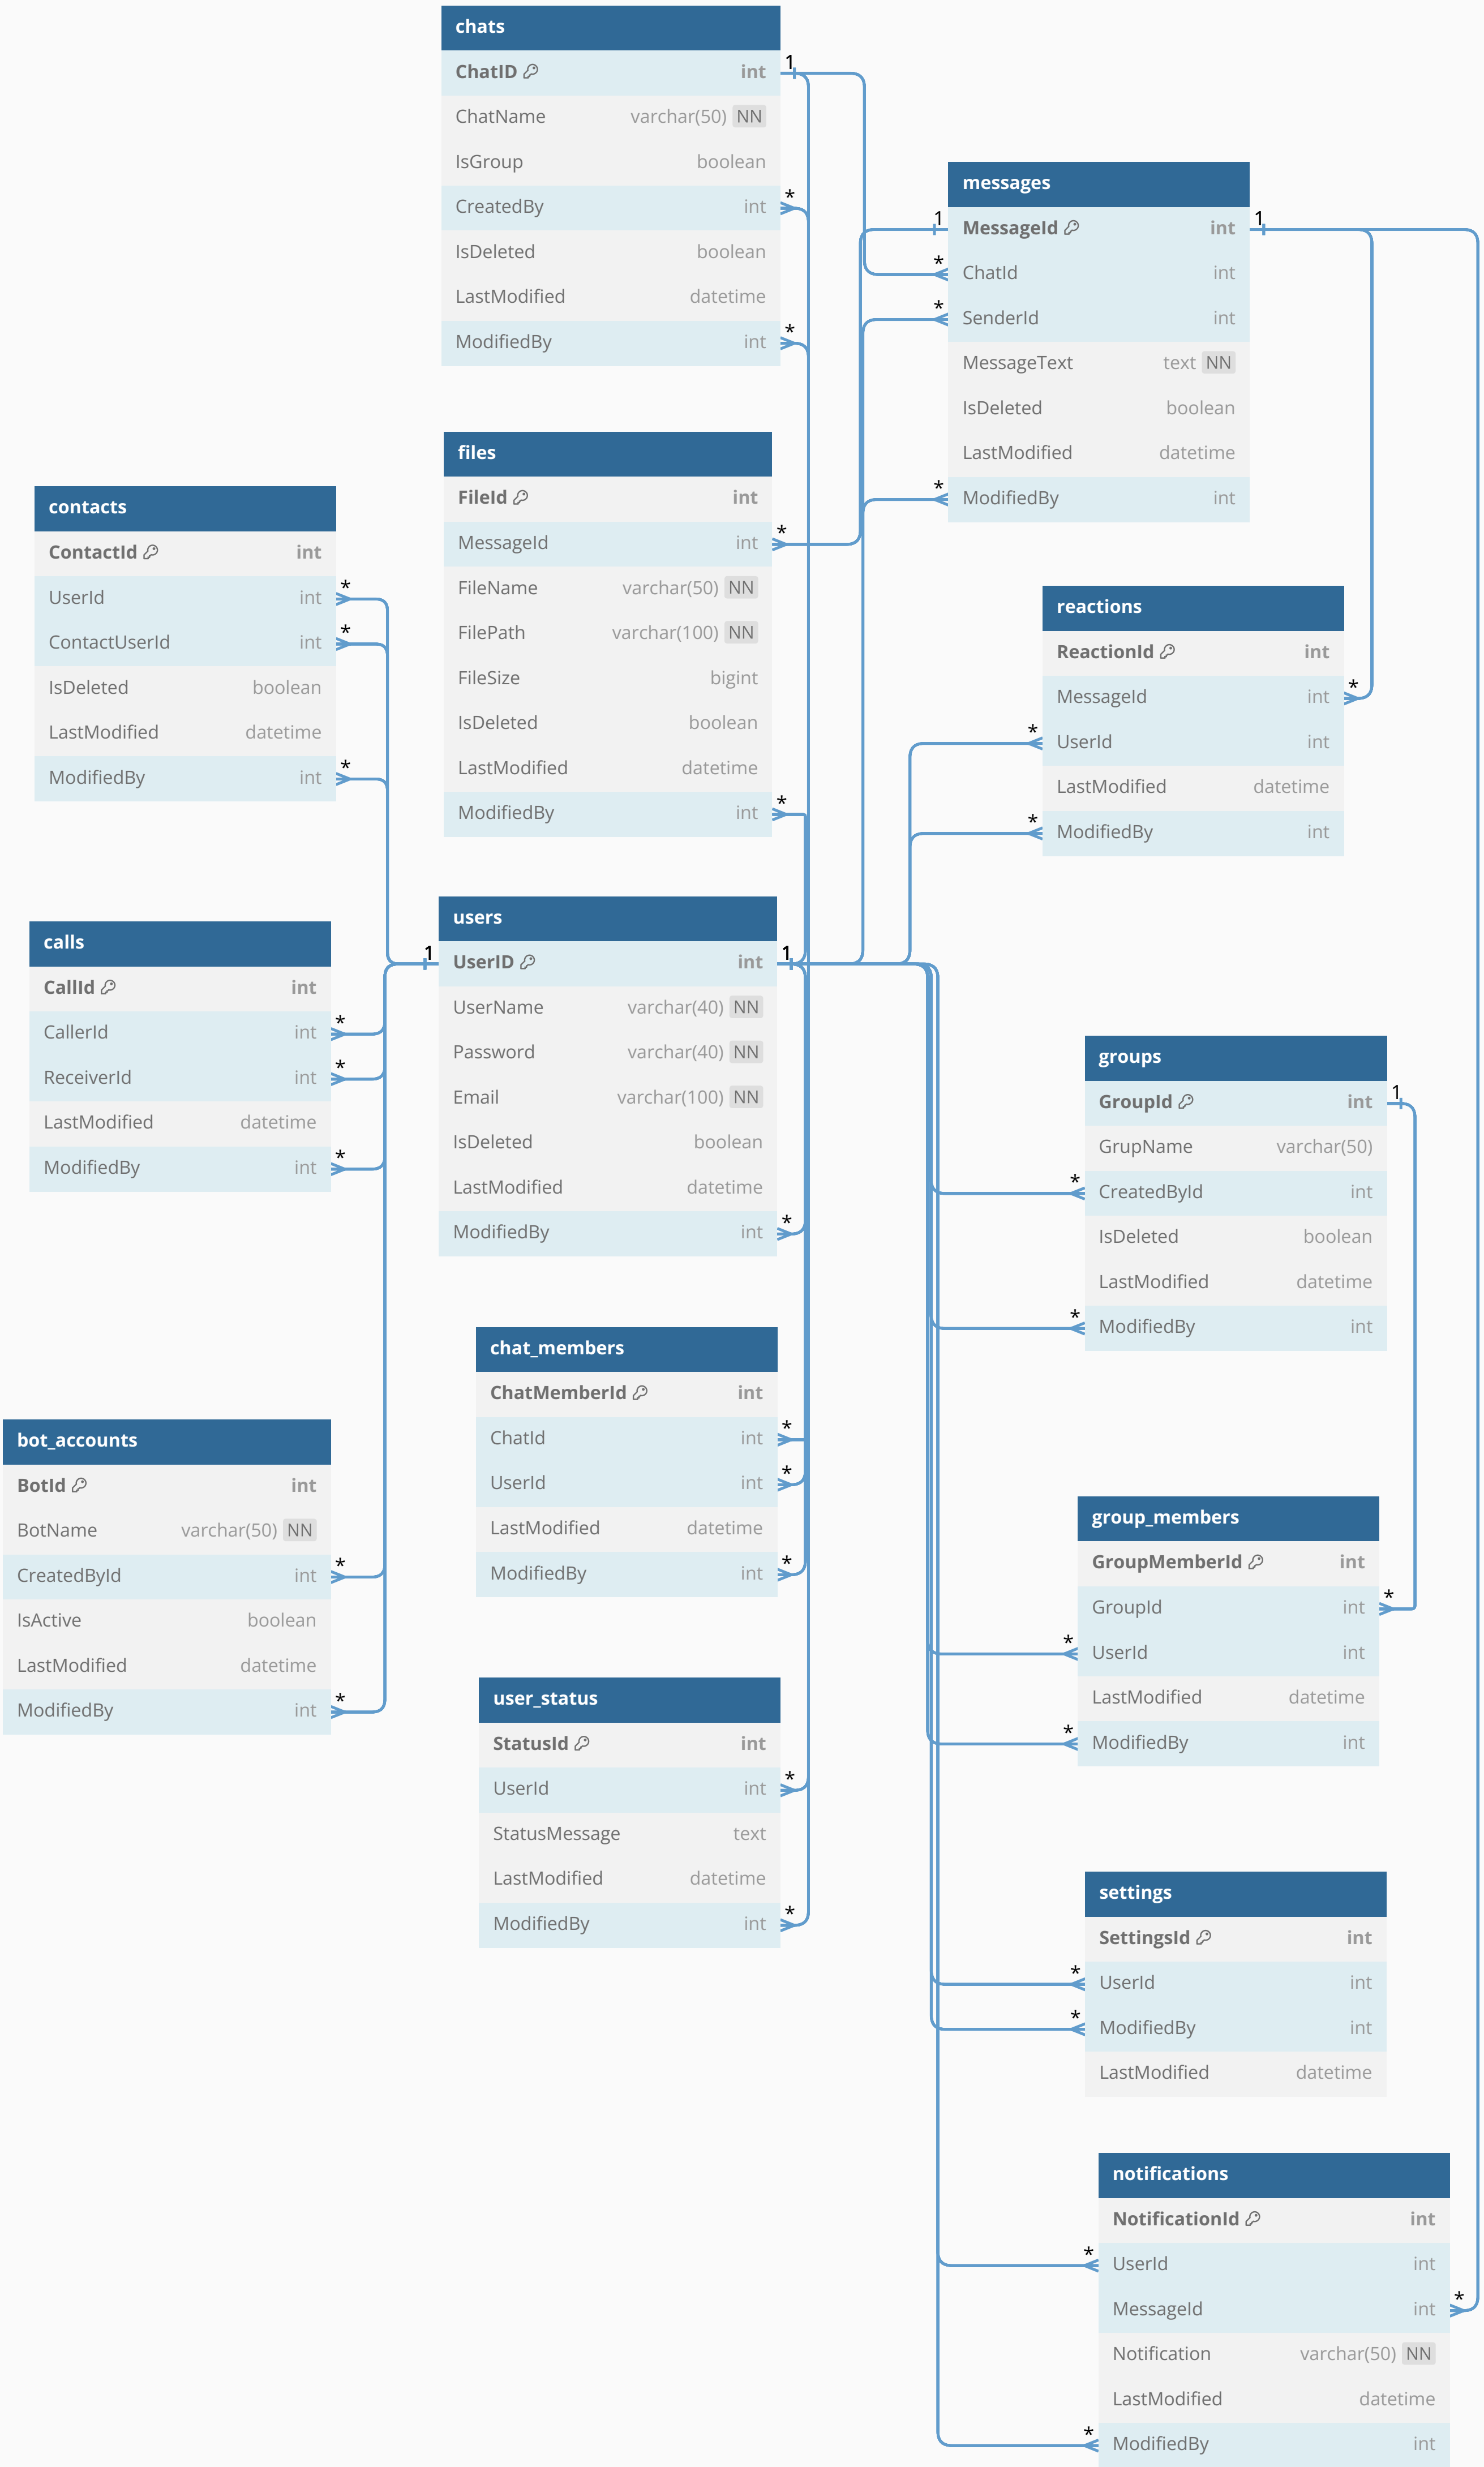 chats
ChatID int
ChatName varchar(50) NN
IsGroup boolean
CreatedBy int
IsDeleted boolean
LastModified datetime
ModifiedBy int
1
*
*
messages
MessageId int
ChatId int
SenderId int
MessageText text NN
IsDeleted boolean
LastModified datetime
ModifiedBy int
1
*
*
*
1
files
FileId int
MessageId int
FileName varchar(50) NN
FilePath varchar(100) NN
FileSize bigint
IsDeleted boolean
LastModified datetime
ModifiedBy int
*
*
contacts
ContactId int
UserId int
ContactUserId int
IsDeleted boolean
LastModified datetime
ModifiedBy int
*
*
*
reactions
ReactionId int
MessageId int
UserId int
LastModified datetime
ModifiedBy int
*
*
*
users
UserID int
UserName varchar(40) NN
Password varchar(40) NN
Email varchar(100) NN
IsDeleted boolean
LastModified datetime
ModifiedBy int
1
1
*
calls
CallId int
CallerId int
ReceiverId int
LastModified datetime
ModifiedBy int
*
*
*
groups
GroupId int
GrupName varchar(50)
CreatedById int
IsDeleted boolean
LastModified datetime
ModifiedBy int
1
*
*
chat_members
ChatMemberId int
ChatId int
UserId int
LastModified datetime
ModifiedBy int
*
*
*
bot_accounts
BotId int
BotName varchar(50) NN
CreatedById int
IsActive boolean
LastModified datetime
ModifiedBy int
*
*
group_members
GroupMemberId int
GroupId int
UserId int
LastModified datetime
ModifiedBy int
*
*
*
user_status
StatusId int
UserId int
StatusMessage text
LastModified datetime
ModifiedBy int
*
*
settings
SettingsId int
UserId int
ModifiedBy int
LastModified datetime
*
*
notifications
NotificationId int
UserId int
MessageId int
Notification varchar(50) NN
LastModified datetime
ModifiedBy int
*
*
*